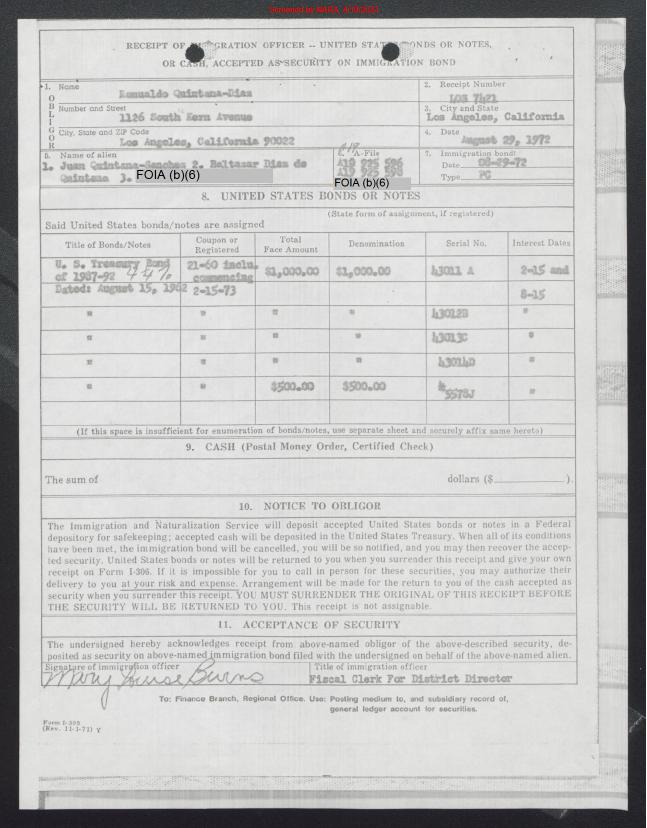 Screened by NARA, 8/30/2023
RECEIPT OF IMMIGRATION OFFICER -- UNITED STATES BONDS OR NOTES,
OR CASH, ACCEPTED AS SECURITY ON IMMIGRATION BOND
OBLIGOR
1. Name
Romualdo Quintana-Dias
2. Receipt Number
LOS 7421
Number and Street
1126 South Kern Avenue
3. City and State
Los Angeles, California
City, State and ZIP Code
Los Angeles, California 90022
4. Date
August 29, 1972
5. Name of alien
1. Juan Quintana-Sanchez 2. Baltazar Dias de
Quintana 3. FOIA (b)(6)
6. A-File
A19 925 596
A19 925 598
FOIA (b)(6)
7. Immigration bond:
Date 08-29-72
Type PC
8. UNITED STATES BONDS OR NOTES
(State form of assignment, if registered)
Said United States bonds/notes are assigned
Title of Bonds/Notes Coupon or Registered Total Face Amount Denomination Serial No. Interest Dates
U. S. Treasury Bond
of 1987-92 4 ¼ %
Dated: August 15, 1962
21-60 inclu.
commencing
2-15-73
$1,000.00 $1,000.00 43011 A 2-15 and
8-15
" " " " 43012B "
" " " " 43013C "
" " " " 43014D "
" " $500.00 $500.00 5578J "
(If this space is insufficient for enumeration of bonds/notes, use separate sheet and securely affix same hereto)
9. CASH (Postal Money Order, Certified Check)
The sum of dollars ($ ).
10. NOTICE TO OBLIGOR
The Immigration and Naturalization Service will deposit accepted United States bonds or notes in a Federal
depository for safekeeping; accepted cash will be deposited in the United States Treasury. When all of its conditions
have been met, the immigration bond will be cancelled, you will be so notified, and you may then recover the accep-
ted security. United States bonds or notes will be returned to you when you surrender this receipt and give your own
receipt on Form I-306. If it is impossible for you to call in person for these securities, you may authorize their
delivery to you at your risk and expense. Arrangement will be made for the return to you of the cash accepted as
security when you surrender this receipt. YOU MUST SURRENDER THE ORIGINAL OF THIS RECEIPT BEFORE
THE SECURITY WILL BE RETURNED TO YOU. This receipt is not assignable.
11. ACCEPTANCE OF SECURITY
The undersigned hereby acknowledges receipt from above-named obligor of the above-described security, de-
posited as security on above-named immigration bond filed with the undersigned on behalf of the above-named alien.
Signature of immigration officer
Mary Louise Burns
Title of immigration officer
Fiscal Clerk For District Director
To: Finance Branch, Regional Office. Use: Posting medium to, and subsidiary record of,
general ledger account for securities.
Form I-305
(Rev. 11-1-71) Y